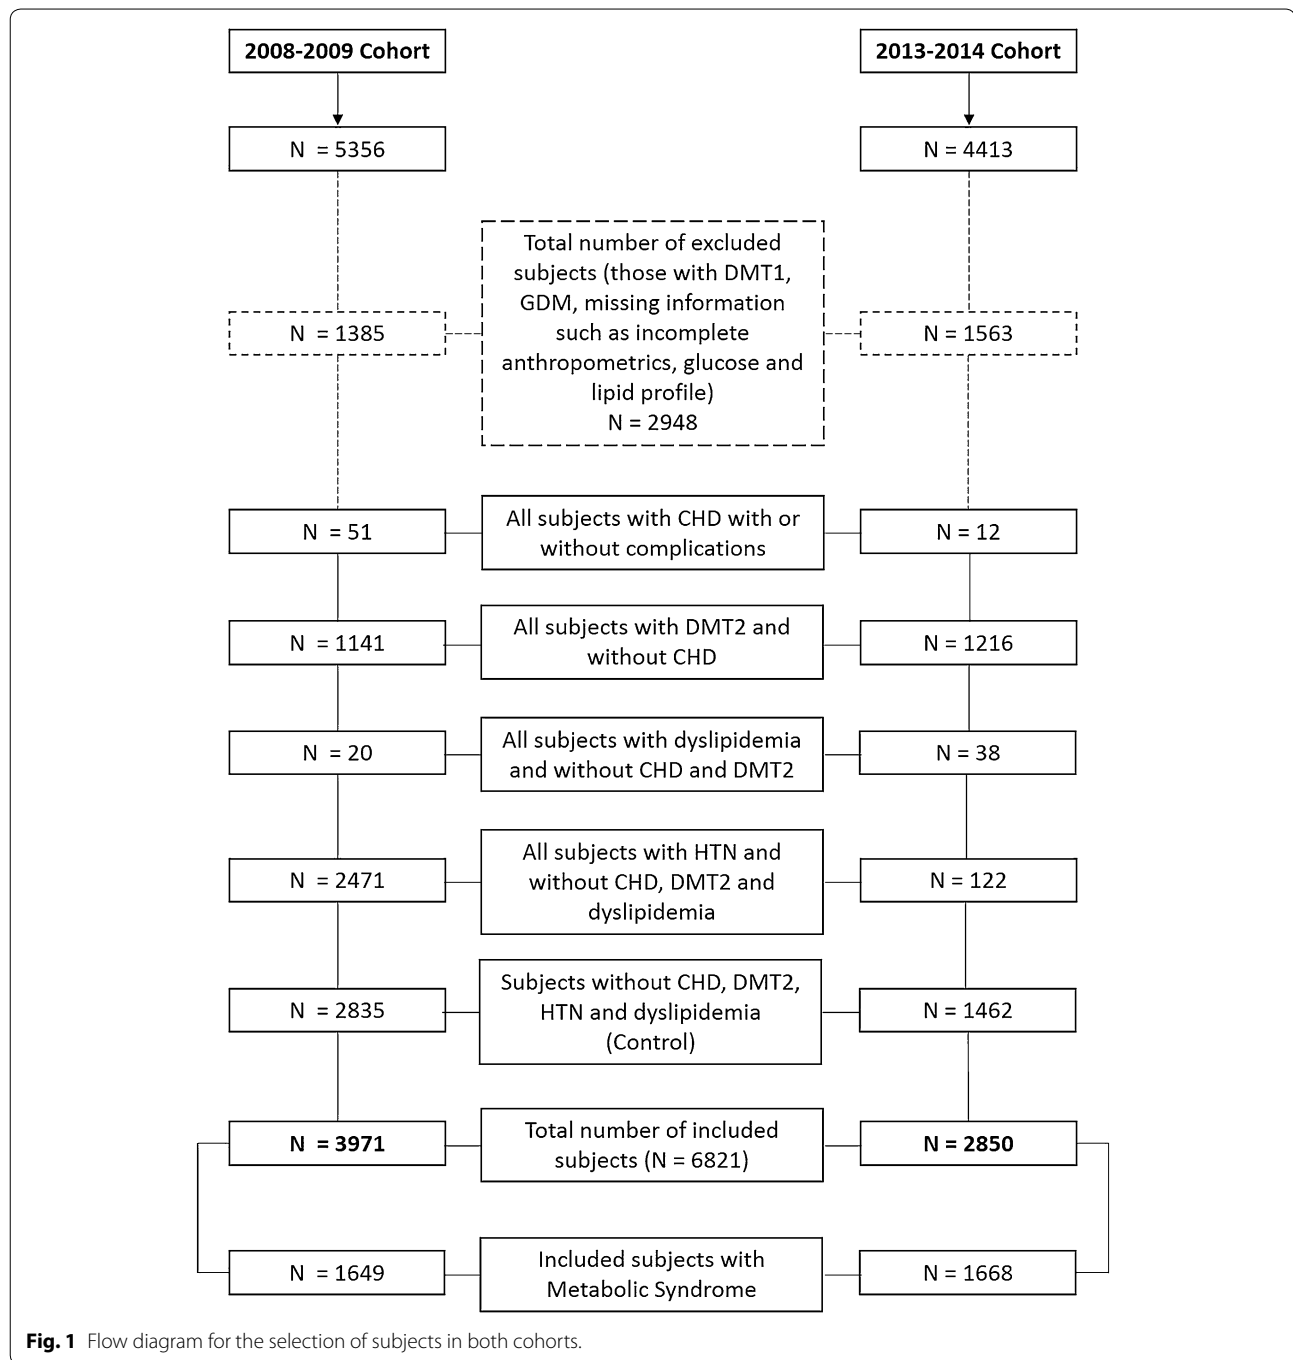 2008-2009 Cohort
2013-2014 Cohort
N = 5356
N = 4413
Total number of excluded
subjects (those with DMT1,
GDM, missing information
such as incomplete
anthropometrics, glucose and
lipid profile)
N = 2948
N = 1385
N = 1563
N = 51
All subjects with CHD with or
without complications
N = 12
N = 1141
All subjects with DMT2 and
without CHD
N = 1216
N = 20
All subjects with dyslipidemia
and without CHD and DMT2
N = 38
N = 2471
All subjects with HTN and
without CHD, DMT2 and
dyslipidemia
N = 122
N = 2835
Subjects without CHD, DMT2,
HTN and dyslipidemia
(Control)
N = 1462
N = 3971
Total number of included
subjects (N = 6821)
N = 2850
N = 1649
Included subjects with
Metabolic Syndrome
N = 1668
Fig. 1 Flow diagram for the selection of subjects in both cohorts.